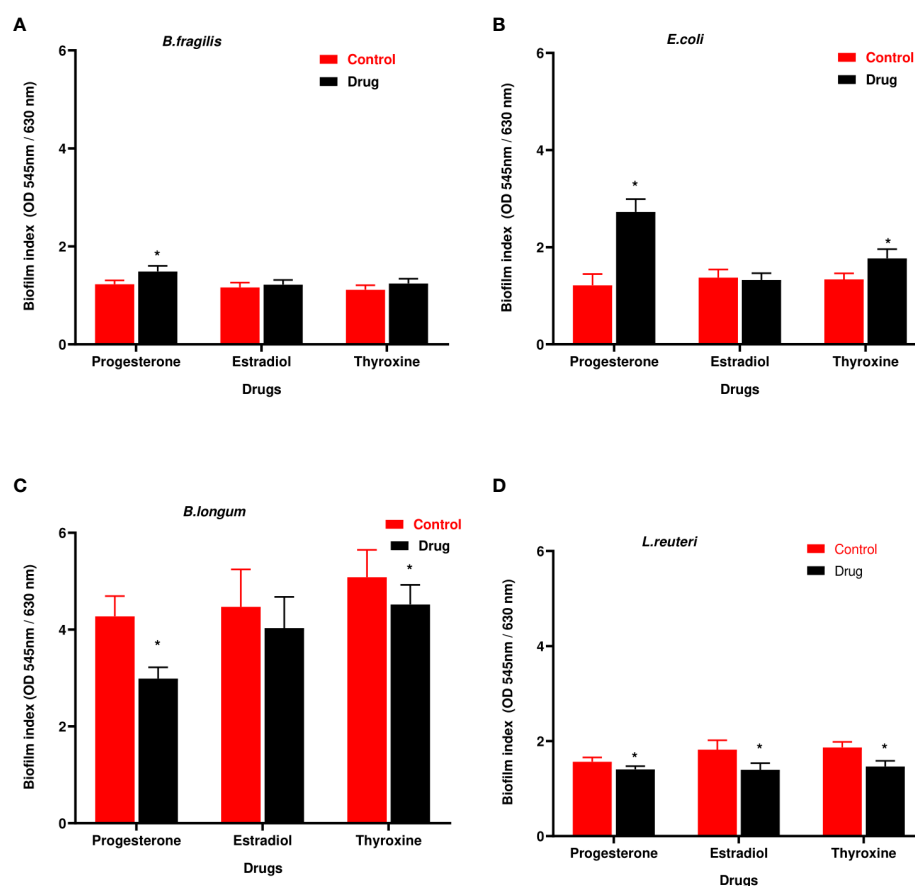 A
B.fragilis
Control
Drug
Biofilm index (OD 545nm / 630 nm)
6
4
2
0
Progesterone Estradiol Thyroxine
Drugs
B
E.coli
Control
Drug
Biofilm index (OD 545nm / 630 nm)
6
4
2
0
*
*
Progesterone Estradiol Thyroxine
Drugs
C
B.longum
Control
Drug
Biofilm index (OD 545nm / 630 nm)
6
4
2
0
*
*
Progesterone Estradiol Thyroxine
Drugs
D
L.reuteri
Control
Drug
Biofilm index (OD 545nm / 630 nm)
6
4
2
0
* * *
Progesterone Estradiol Thyroxine
Drugs